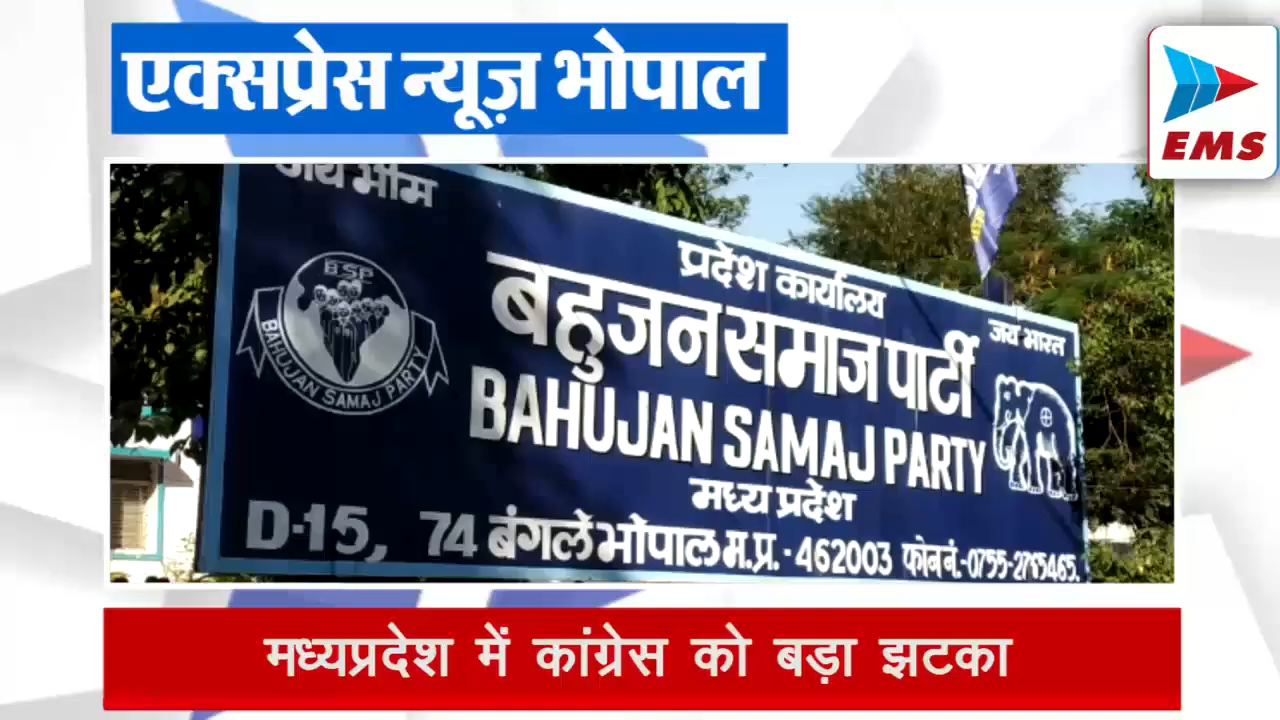 एक्सप्रेस न्यूज़ भोपाल
EMS
जय भीम
प्रदेश कार्यालय
जय भारत
BSP
BAHUJAN SAMAJ PARTY
बहुजन समाज पार्टी
BAHUJAN SAMAJ PARTY
मध्य प्रदेश
D-15, 74 बंगले भोपाल म.प्र. - 462003 फोन नं.-0755-2785465.
मध्यप्रदेश में कांग्रेस को बड़ा झटका